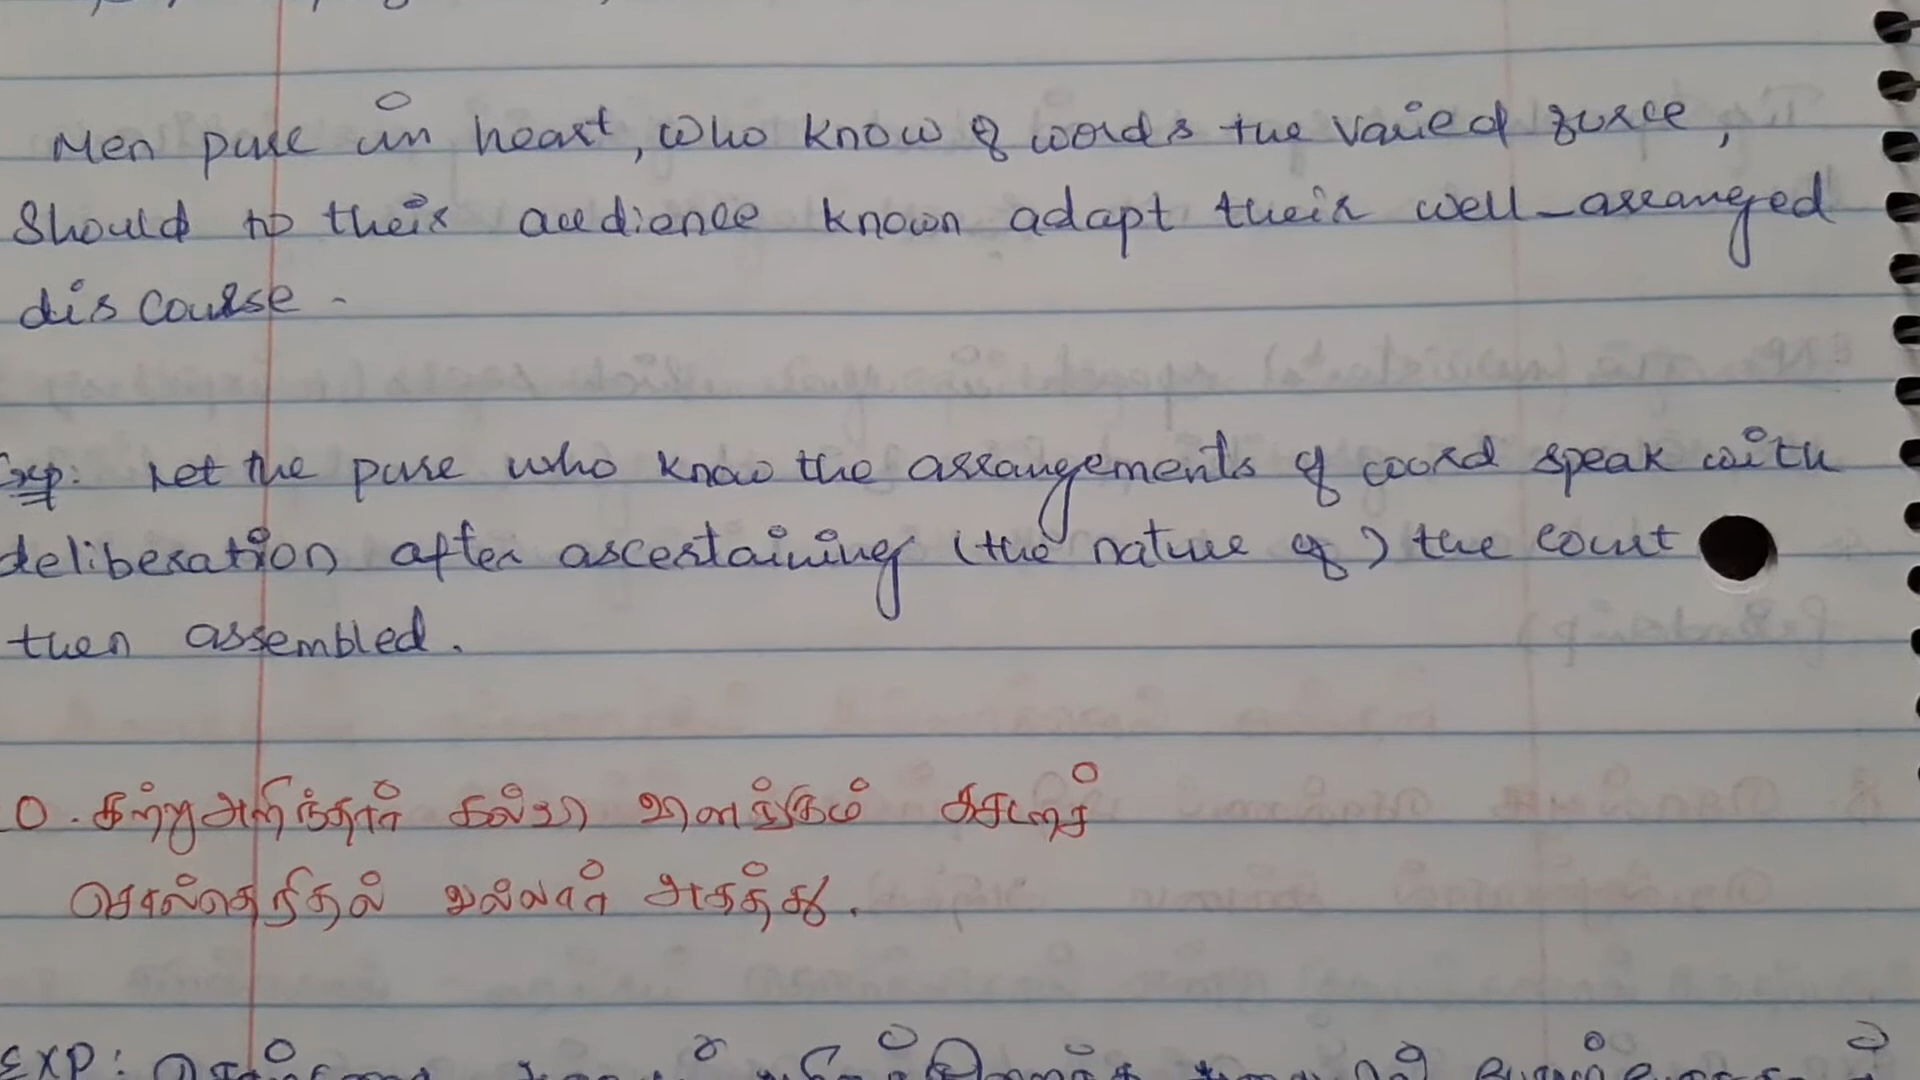 Men pure in heart, who know of words the varied force,
Should to their audience known adapt their well-arranged
discourse.
Exp: Let the pure who know the arrangements of word speak with
deliberation after ascertaining (the nature of) the court
then assembled.
0. கற்றுஅறிந்தார் கல்வி விளங்கும் கசடறச்
சொல்தெரிதல் வல்லார் அகத்து.
EXP: